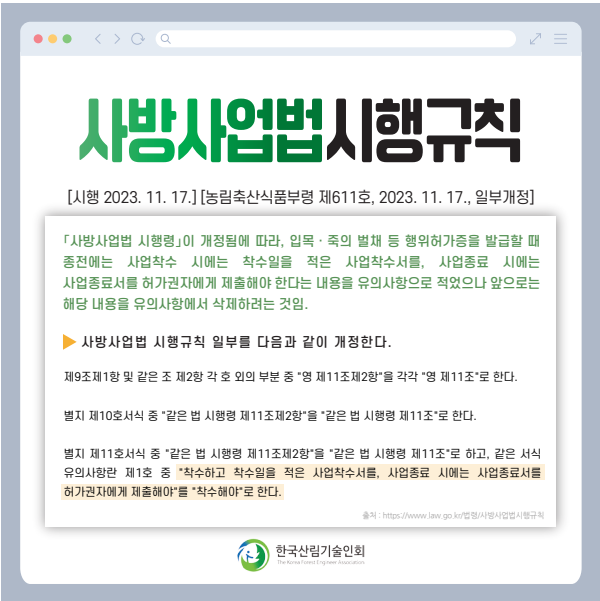 사방사업법시행규칙
[시행 2023. 11. 17.] [농림축산식품부령 제611호, 2023. 11. 17., 일부개정]
「사방사업법 시행령」이 개정됨에 따라, 입목 · 죽의 벌채 등 행위허가증을 발급할 때
종전에는 사업착수 시에는 착수일을 적은 사업착수서를, 사업종료 시에는
사업종료서를 허가권자에게 제출해야 한다는 내용을 유의사항으로 적었으나 앞으로는
해당 내용을 유의사항에서 삭제하려는 것임.
사방사업법 시행규칙 일부를 다음과 같이 개정한다.
제9조제1항 및 같은 조 제2항 각 호 외의 부분 중 "영 제11조제2항"을 각각 "영 제11조"로 한다.
별지 제10호서식 중 "같은 법 시행령 제11조제2항"을 "같은 법 시행령 제11조"로 한다.
별지 제11호서식 중 "같은 법 시행령 제11조제2항"을 "같은 법 시행령 제11조"로 하고, 같은 서식
유의사항란 제1호 중 "착수하고 착수일을 적은 사업착수서를, 사업종료 시에는 사업종료서를
허가권자에게 제출해야"를 "착수해야"로 한다.
출처 : https://www.law.go.kr/법령/사방사업법시행규칙
한국산림기술인회
The Korea Forest Engineer Association